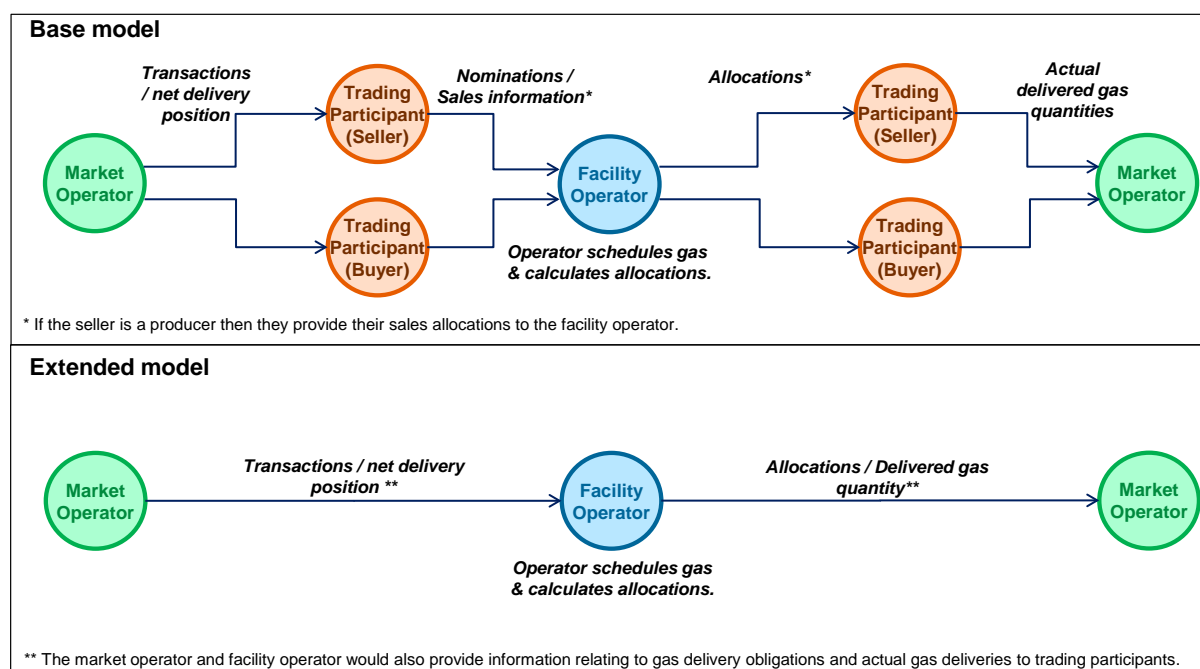 Base model
Transactions
/ net delivery
position
Nominations /
Sales information*
Allocations*
Actual
delivered gas
quantities
Trading
Participant
(Seller)
Trading
Participant
(Seller)
Market
Operator
Facility
Operator
Market
Operator
Trading
Participant
(Buyer)
Trading
Participant
(Buyer)
Operator schedules gas
& calculates allocations.
* If the seller is a producer then they provide their sales allocations to the facility operator.
Extended model
Transactions / net delivery
position **
Allocations / Delivered gas
quantity**
Market
Operator
Facility
Operator
Market
Operator
Operator schedules gas
& calculates allocations.
** The market operator and facility operator would also provide information relating to gas delivery obligations and actual gas deliveries to trading participants.